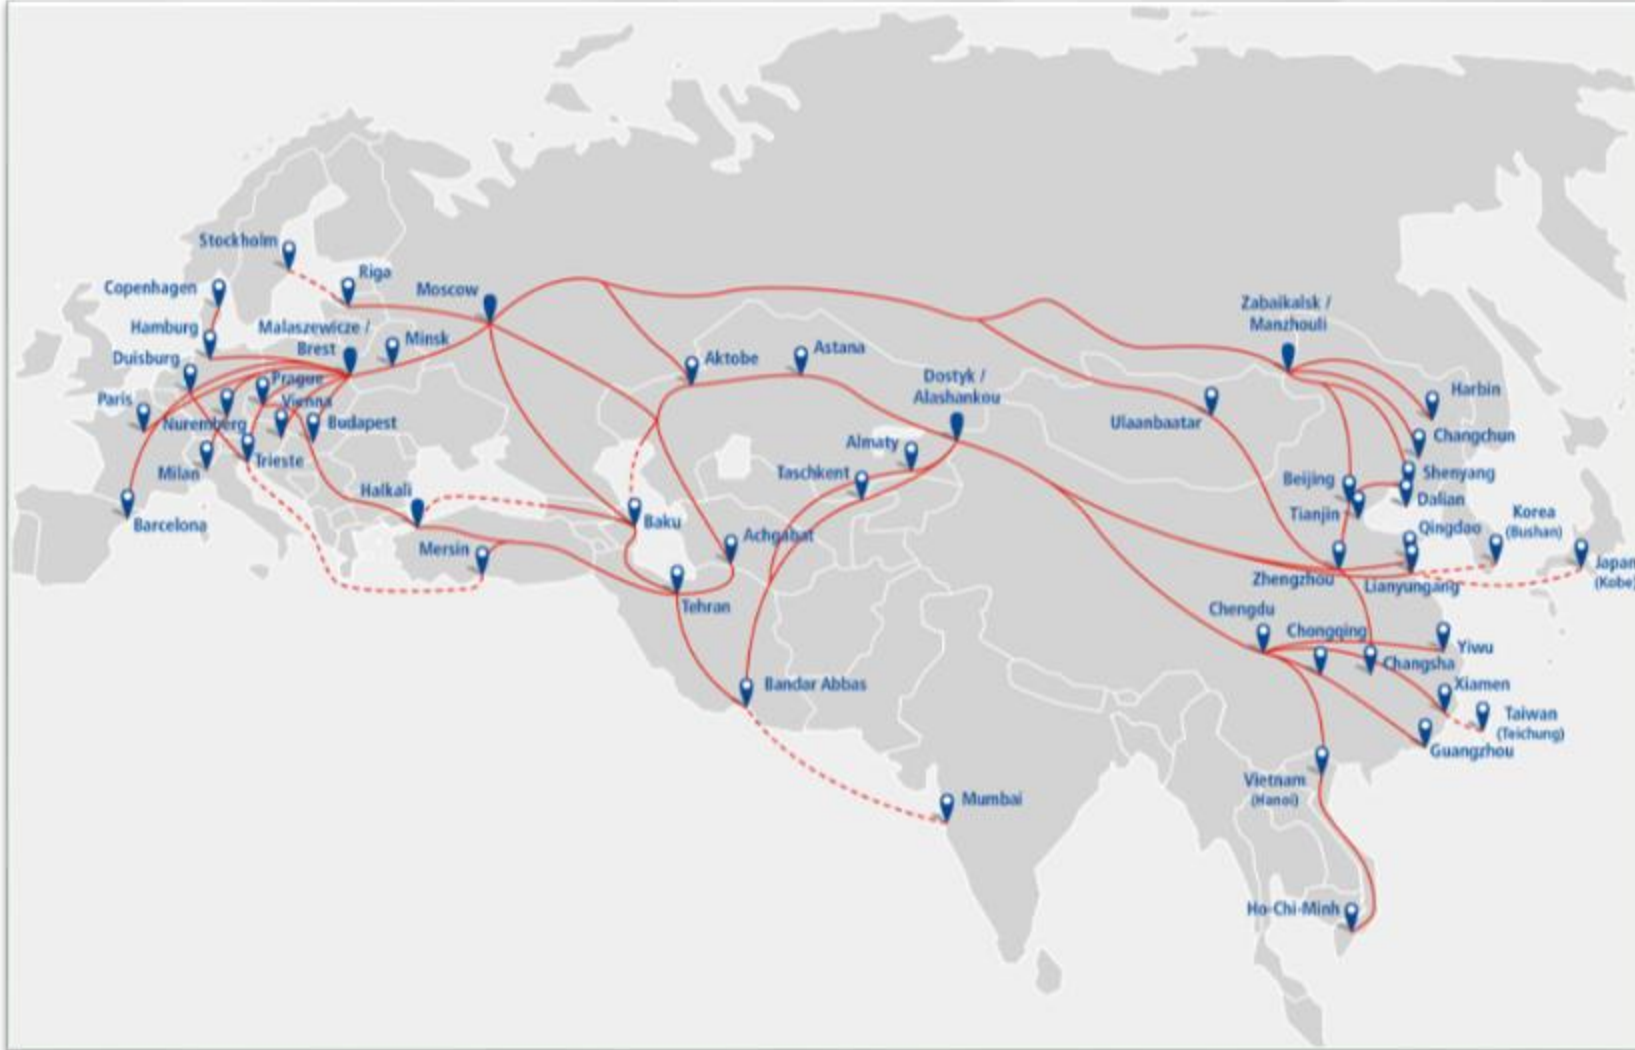 Stockholm
Riga
Copenhagen
Moscow
Hamburg
Malaszewicze /
Brest
Minsk
Duisburg
Prague
Paris
Vienna
Nuremberg
Budapest
Milan
Trieste
Barcelona
Halkali
Mersin
Baku
Achgabat
Tehran
Bandar Abbas
Mumbai
Aktobe
Astana
Dostyk /
Alashankou
Almaty
Taschkent
Zabaikalsk /
Manzhouli
Ulaanbaatar
Harbin
Changchun
Shenyang
Beijing
Dalian
Tianjin
Qingdao
Korea
(Bushan)
Japan
(Kobe)
Zhengzhou
Lianyungang
Chengdu
Chongqing
Yiwu
Changsha
Xiamen
Taiwan
(Teichung)
Guangzhou
Vietnam
(Hanoi)
Ho-Chi-Minh